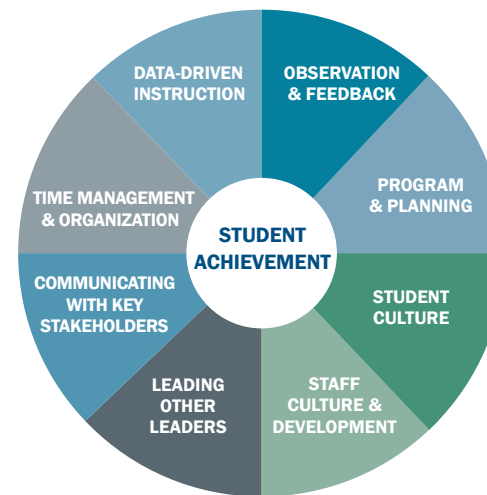 DATA-DRIVEN
INSTRUCTION
OBSERVATION
& FEEDBACK
PROGRAM
& PLANNING
STUDENT
CULTURE
STAFF
CULTURE &
DEVELOPMENT
LEADING
OTHER
LEADERS
COMMUNICATING
WITH KEY
STAKEHOLDERS
TIME MANAGEMENT
& ORGANIZATION
STUDENT
ACHIEVEMENT